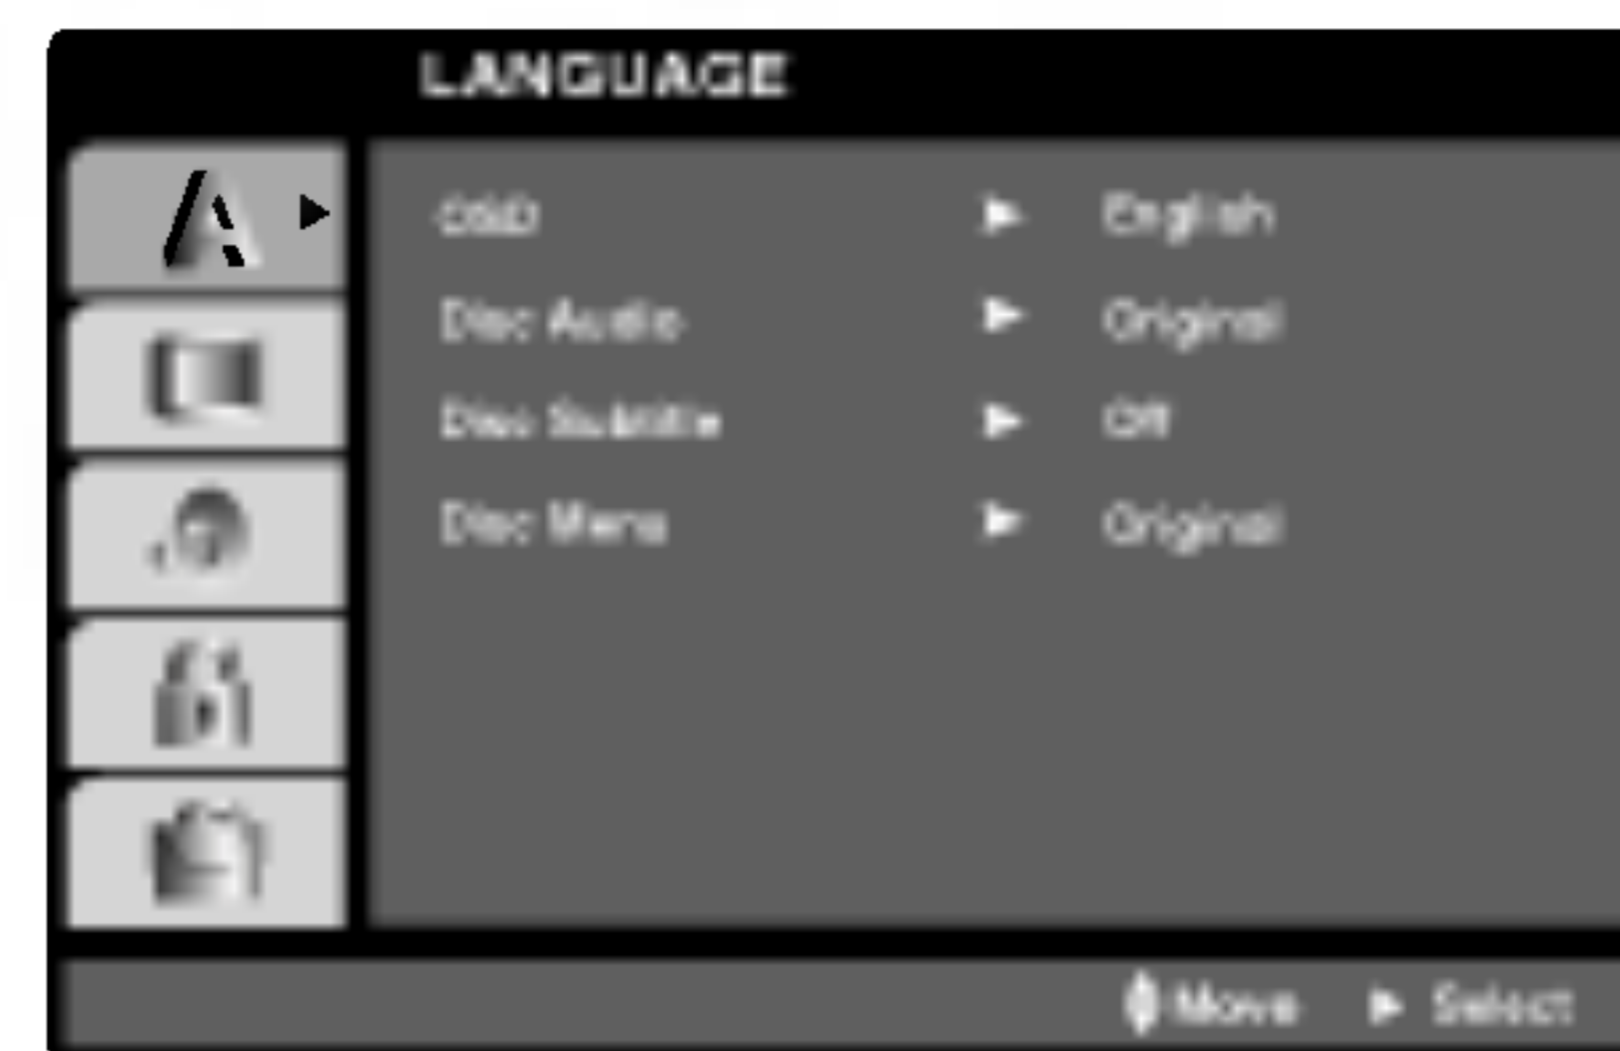 LANGUAGE
OSD ► English
Disc Audio ► Original
Disc Subtitle ► Off
Disc Menu ► Original
Move ► Select